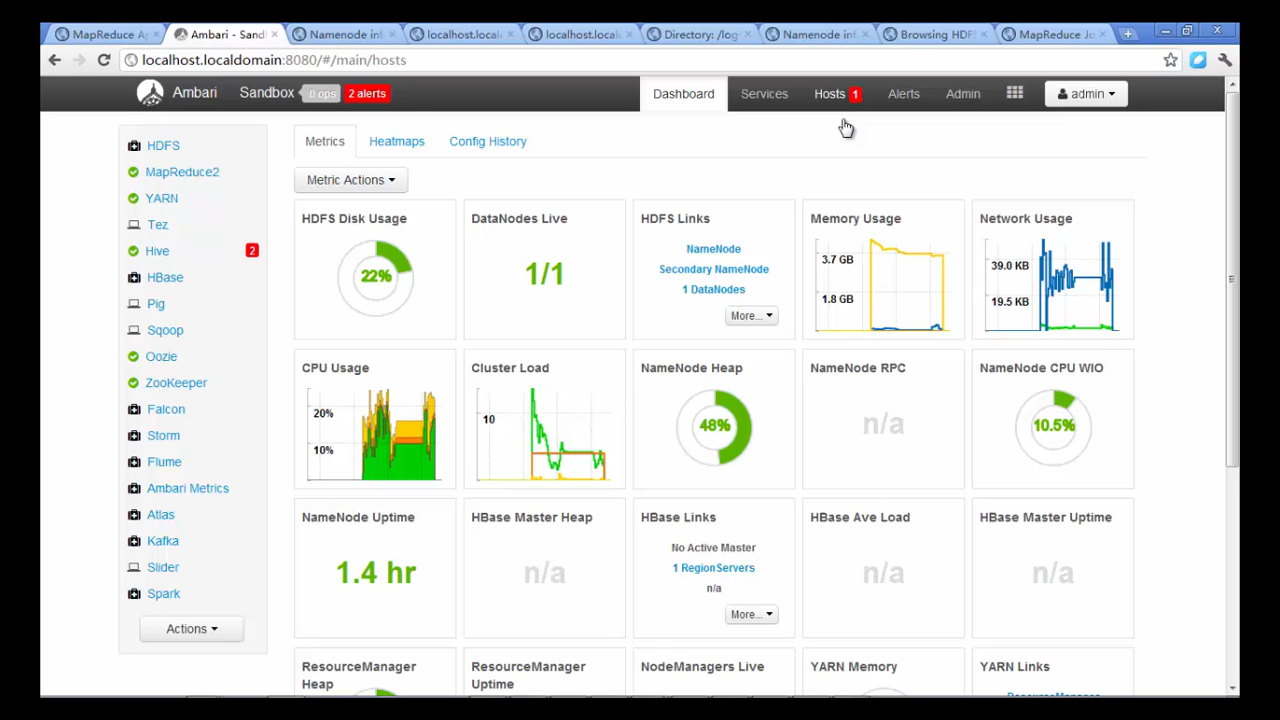 MapReduce Ap
Ambari - Sand
Namenode inf
localhost.local
localhost.local
Directory: /log
Namenode inf
Browsing HDF
MapReduce Jo
localhost.localdomain:8080/#/main/hosts
Ambari Sandbox 0 ops 2 alerts Dashboard Services Hosts 1 Alerts Admin admin
HDFS
MapReduce2
YARN
Tez
Hive 2
HBase
Pig
Sqoop
Oozie
ZooKeeper
Falcon
Storm
Flume
Ambari Metrics
Atlas
Kafka
Slider
Spark
Actions
Metrics Heatmaps Config History
Metric Actions
HDFS Disk Usage
22%
DataNodes Live
1/1
HDFS Links
NameNode
Secondary NameNode
1 DataNodes
More...
Memory Usage
3.7 GB
1.8 GB
Network Usage
39.0 KB
19.5 KB
CPU Usage
20%
10%
Cluster Load
10
NameNode Heap
48%
NameNode RPC
n/a
NameNode CPU WIO
10.5%
NameNode Uptime
1.4 hr
HBase Master Heap
n/a
HBase Links
No Active Master
1 RegionServers
n/a
More...
HBase Ave Load
n/a
HBase Master Uptime
n/a
ResourceManager
Heap
ResourceManager
Uptime
NodeManagers Live
YARN Memory
YARN Links
ResourceManager